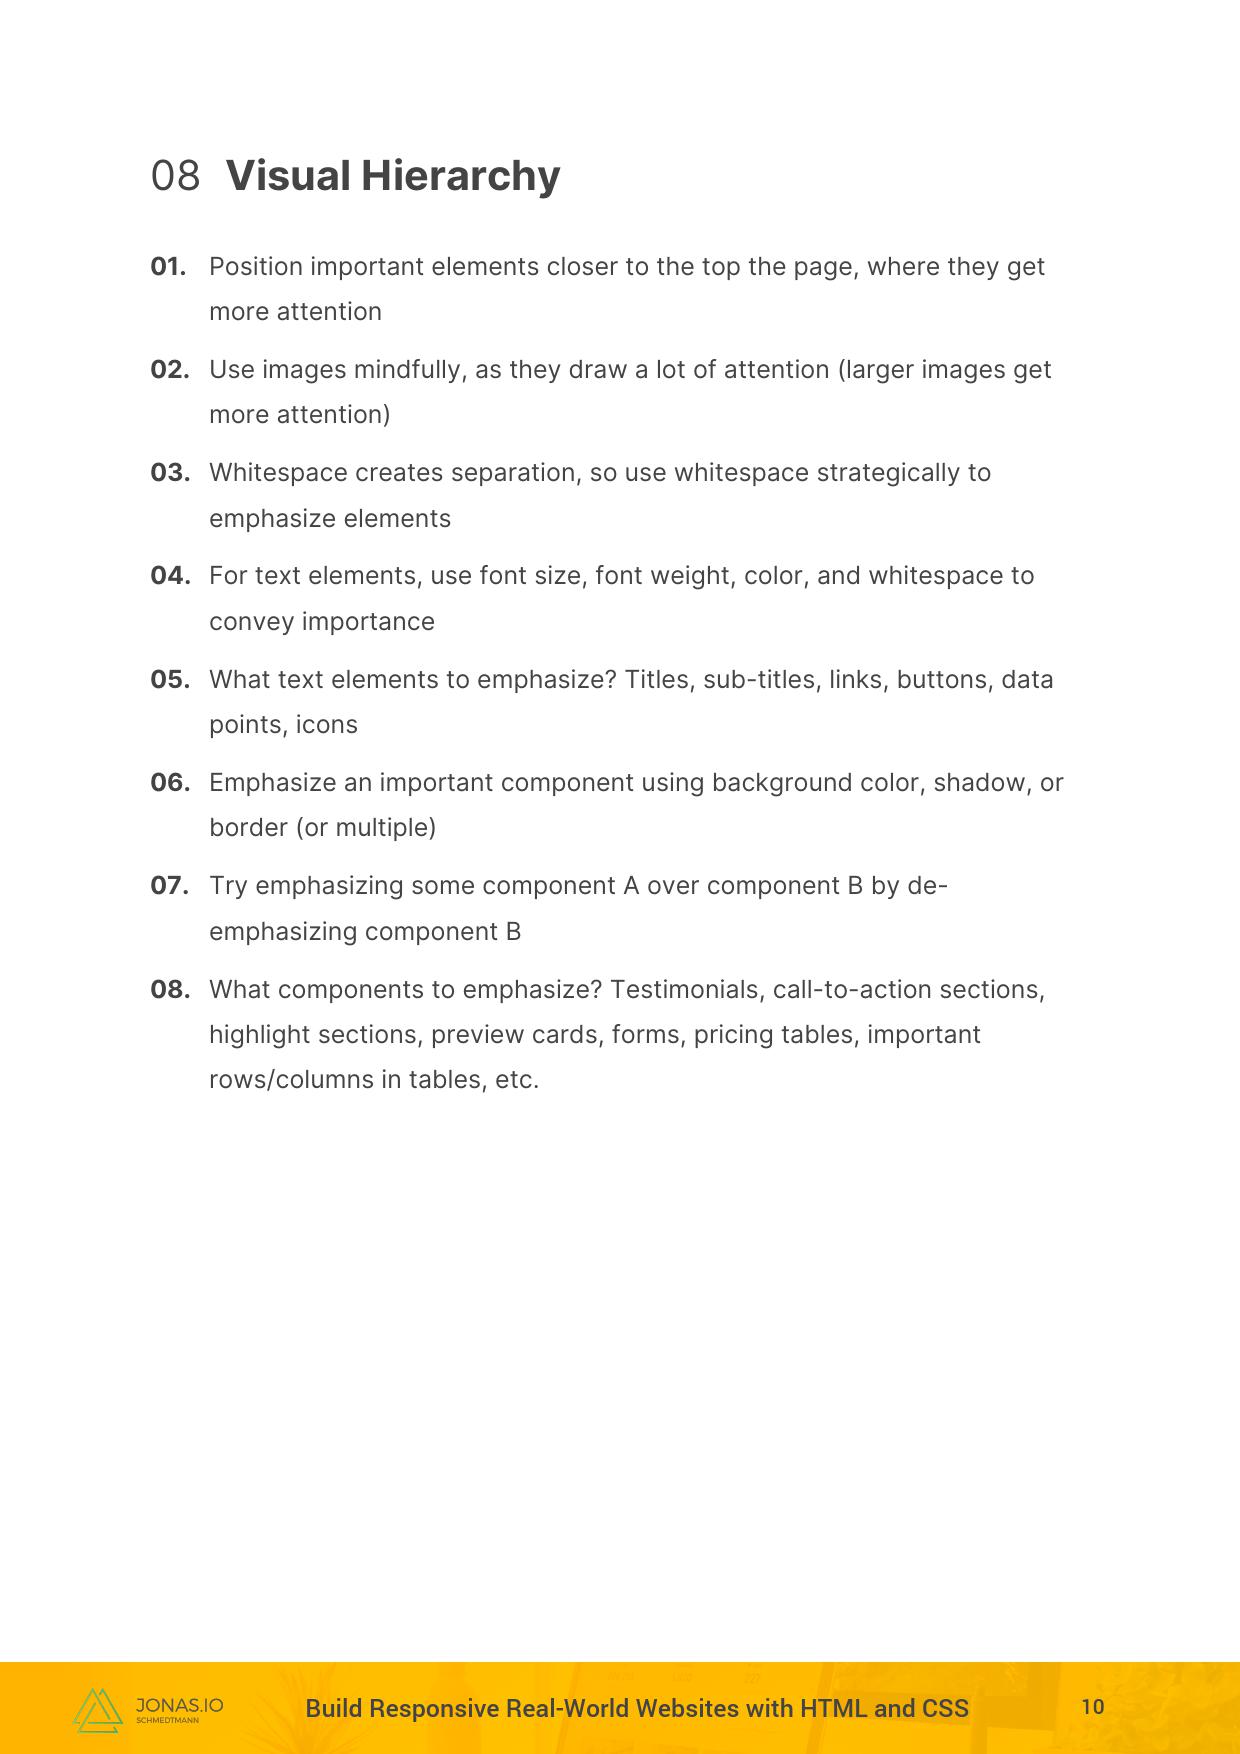 08 Visual Hierarchy
01. Position important elements closer to the top the page, where they get
more attention
02. Use images mindfully, as they draw a lot of attention (larger images get
more attention)
03. Whitespace creates separation, so use whitespace strategically to
emphasize elements
04. For text elements, use font size, font weight, color, and whitespace to
convey importance
05. What text elements to emphasize? Titles, sub-titles, links, buttons, data
points, icons
06. Emphasize an important component using background color, shadow, or
border (or multiple)
07. Try emphasizing some component A over component B by de-
emphasizing component B
08. What components to emphasize? Testimonials, call-to-action sections,
highlight sections, preview cards, forms, pricing tables, important
rows/columns in tables, etc.
JONAS.IO
SCHMEDTMANN
Build Responsive Real-World Websites with HTML and CSS
10